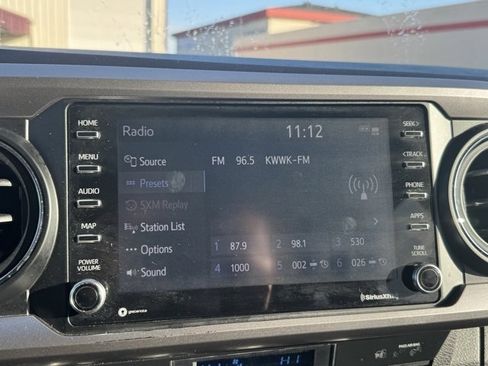 HOME
MENU
AUDIO
MAP
POWER
VOLUME
Radio 11:12
Source FM 96.5 KWWK-FM
Presets
SXM Replay
Station List
Options 1 87.9 2 98.1 3 530
Sound 4 1000 5 002 6 026
SEEK>
<TRACK
PHONE
APPS
TUNE
SCROLL
SiriusXM
HI